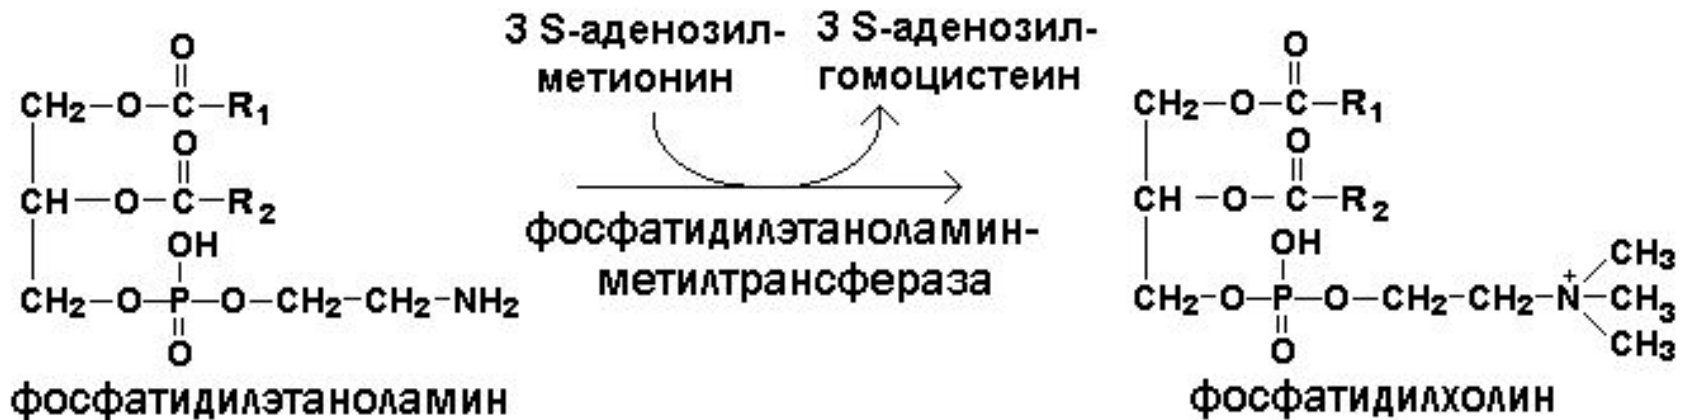 3 S-аденозил-
метионин
3 S-аденозил-
гомоцистеин
O
||
CH₂–O–C–R₁
O
||
CH–O–C–R₂
OH
CH₂–O–P–O–CH₂–CH₂–NH₂
||
O
фосфатидилэтаноламин
фосфатидилэтаноламин-
метилтрансфераза
O
||
CH₂–O–C–R₁
O
||
CH–O–C–R₂
OH
CH₃
CH₂–O–P–O–CH₂–CH₂–N⁺–CH₃
||
O
CH₃
фосфатидилхолин